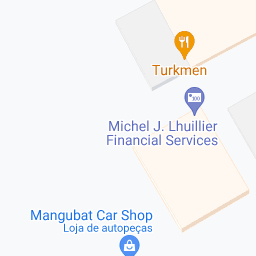 Turkmen
Michel J. Lhuillier
Financial Services
Mangubat Car Shop
Loja de autopeças